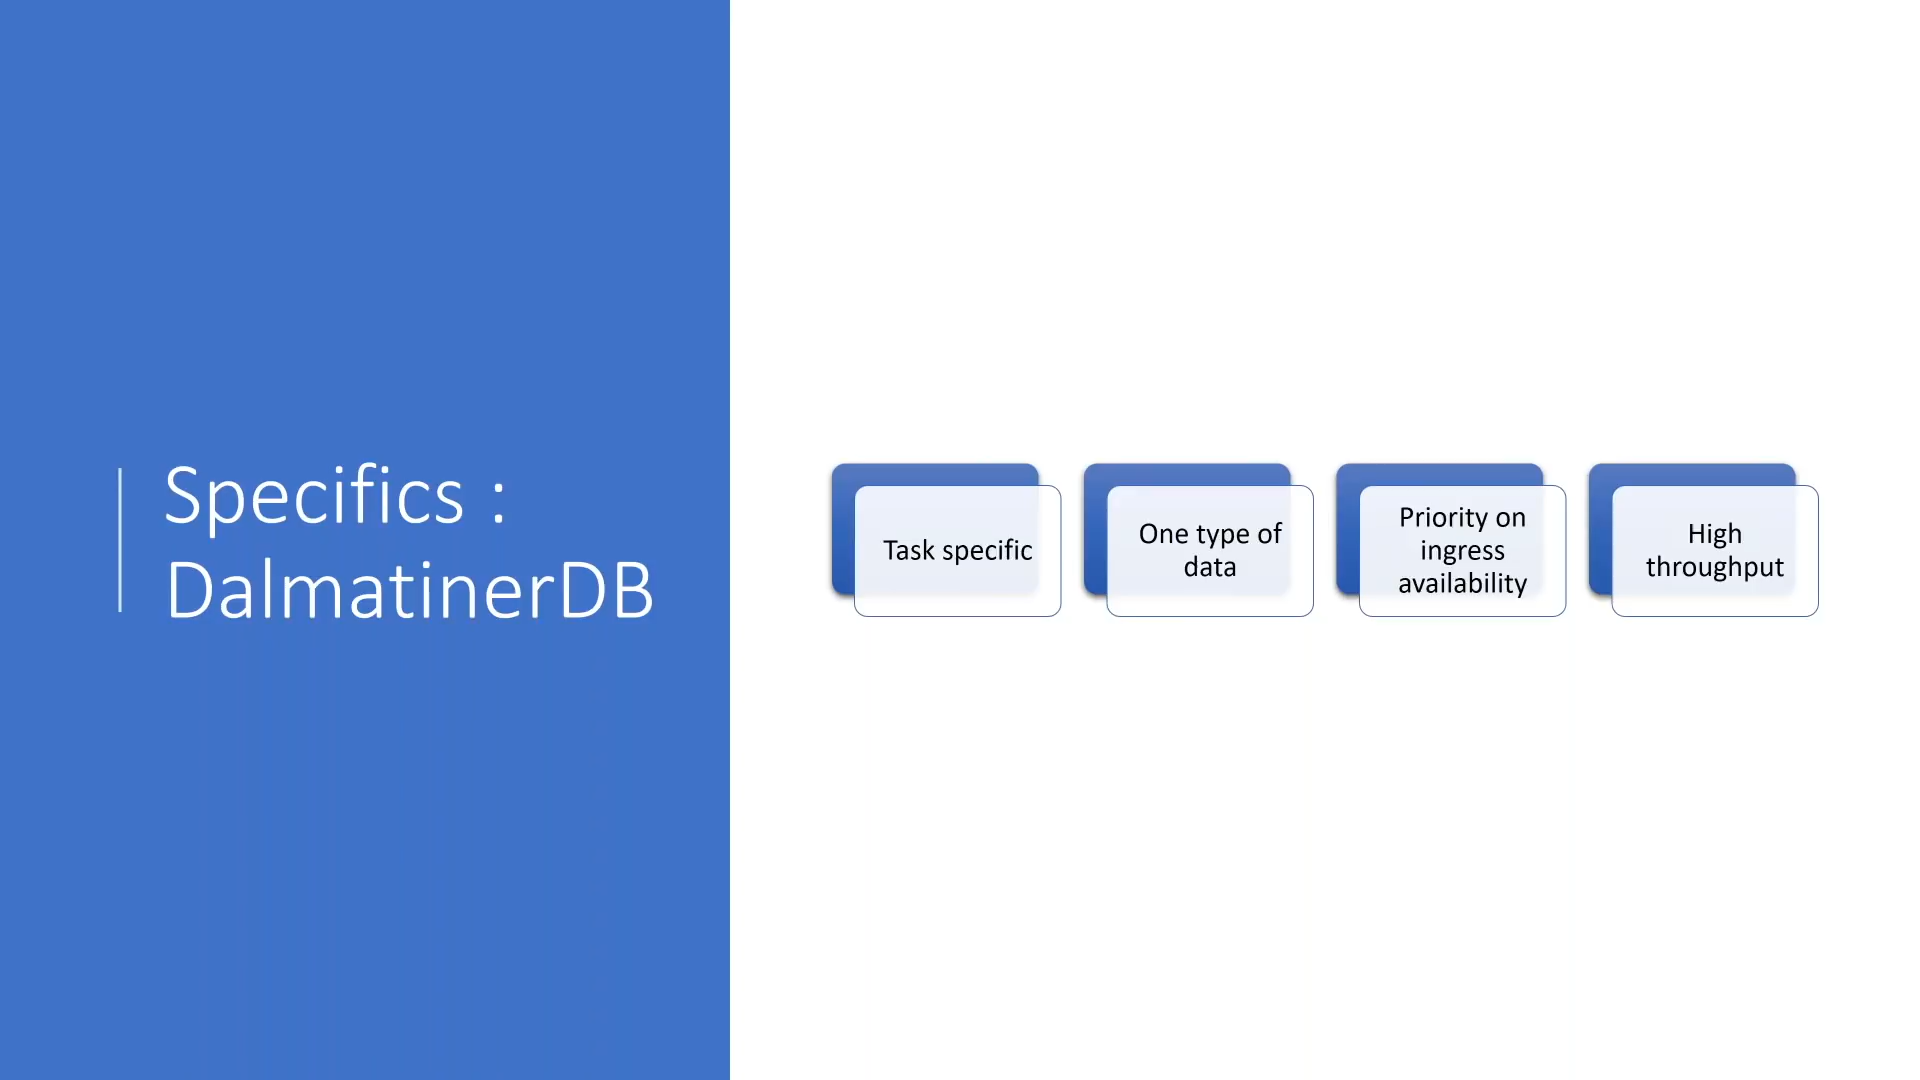 Specifics :
DalmatinerDB
Task specific
One type of
data
Priority on
ingress
availability
High
throughput